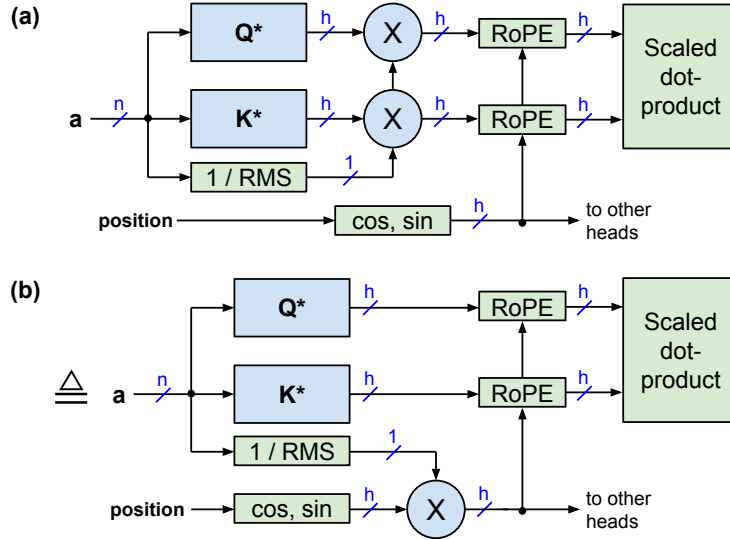 (a)
Q*
h
X
h
RoPE
h
Scaled
dot-
product
a
n
K*
h
X
h
RoPE
h
1 / RMS
1
position
cos, sin
h
to other
heads
(b)
Q*
h
RoPE
h
Scaled
dot-
product
a
n
K*
h
RoPE
h
1 / RMS
1
position
cos, sin
h
X
h
to other
heads